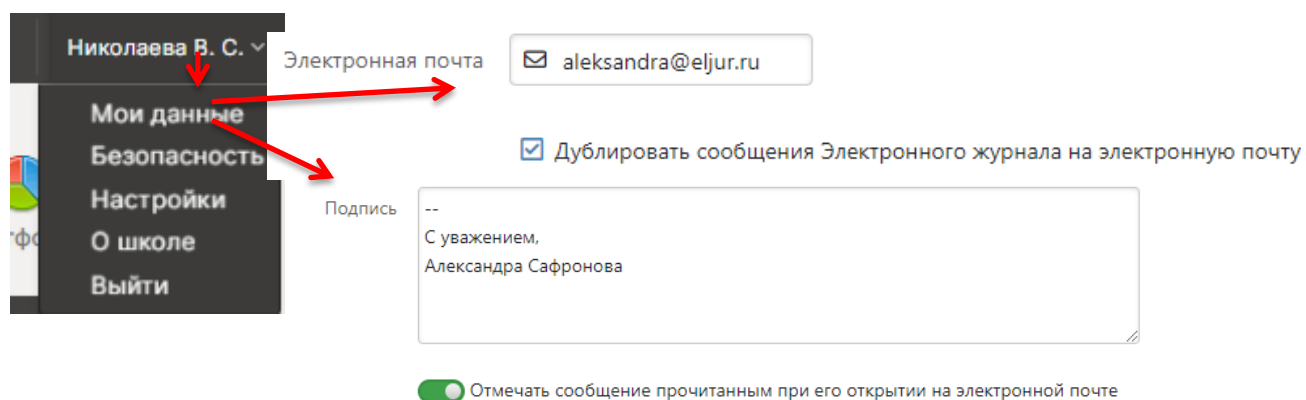 Николаева В. С.
Мои данные
Безопасность
Настройки
О школе
Выйти
Электронная почта
aleksandra@eljur.ru
Дублировать сообщения Электронного журнала на электронную почту
Подпись
--
С уважением,
Александра Сафронова
Отмечать сообщение прочитанным при его открытии на электронной почте